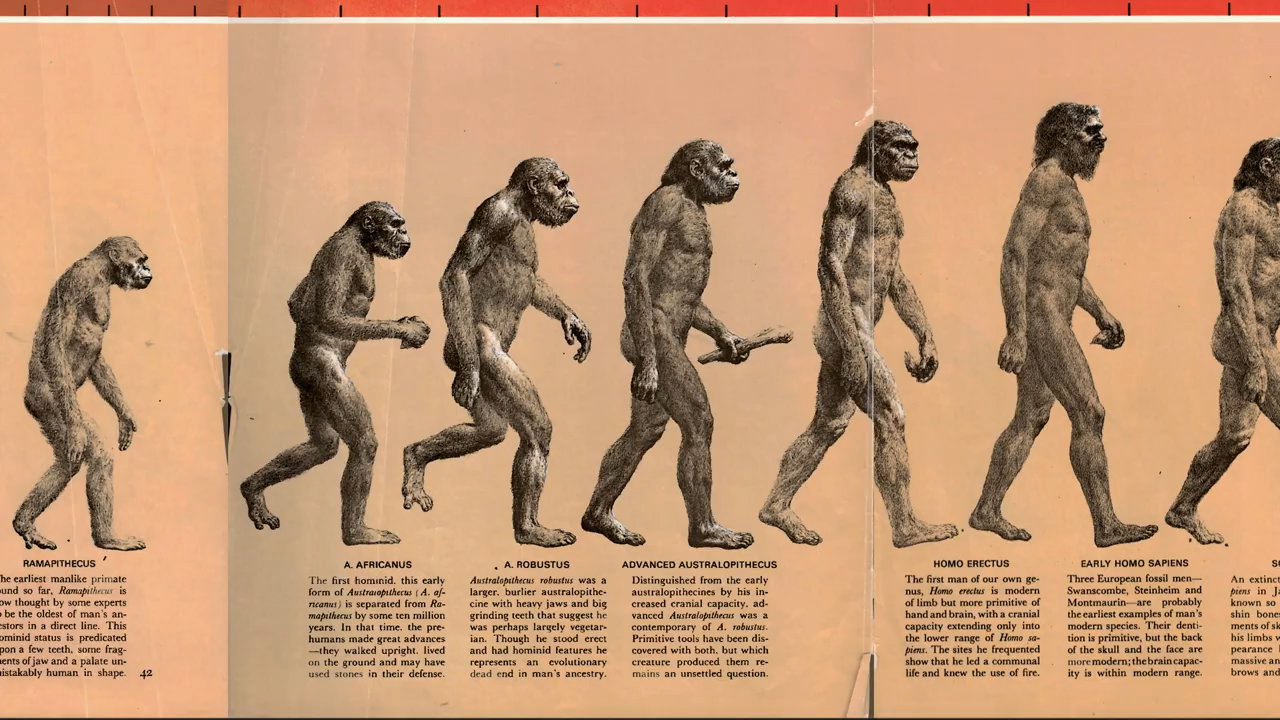 RAMAPITHECUS
he earliest manlike primate
ound so far, Ramapithecus is
ow thought by some experts
o be the oldest of man's an-
estors in a direct line. This
ominid status is predicated
pon a few teeth, some frag-
ents of jaw and a palate un-
istakably human in shape.
42
A. AFRICANUS
The first hominid, this early
form of Australopithecus (A. af-
ricanus) is separated from Ra-
mapithecus by some ten million
years. In that time, the pre-
humans made great advances
—they walked upright, lived
on the ground and may have
used stones in their defense.
A. ROBUSTUS
Australopithecus robustus was a
larger, burlier australopithe-
cine with heavy jaws and big
grinding teeth that suggest he
was perhaps largely vegetar-
ian. Though he stood erect
and had hominid features he
represents an evolutionary
dead end in man's ancestry.
ADVANCED AUSTRALOPITHECUS
Distinguished from the early
australopithecines by his in-
creased cranial capacity, ad-
vanced Australopithecus was a
contemporary of A. robustus.
Primitive tools have been dis-
covered with both, but which
creature produced them re-
mains an unsettled question.
HOMO ERECTUS
The first man of our own ge-
nus, Homo erectus is modern
of limb but more primitive of
hand and brain, with a cranial
capacity extending only into
the lower range of Homo sa-
piens. The sites he frequented
show that he led a communal
life and knew the use of fire.
EARLY HOMO SAPIENS
Three European fossil men—
Swanscombe, Steinheim and
Montmaurin—are probably
the earliest examples of man's
modern species. Their denti-
tion is primitive, but the back
of the skull and the face are
more modern; the brain capac-
ity is within modern range.
SO
An extinct
piens in Ja
known so
shin bones
ments of sk
his limbs w
pearance h
massive an
brows and